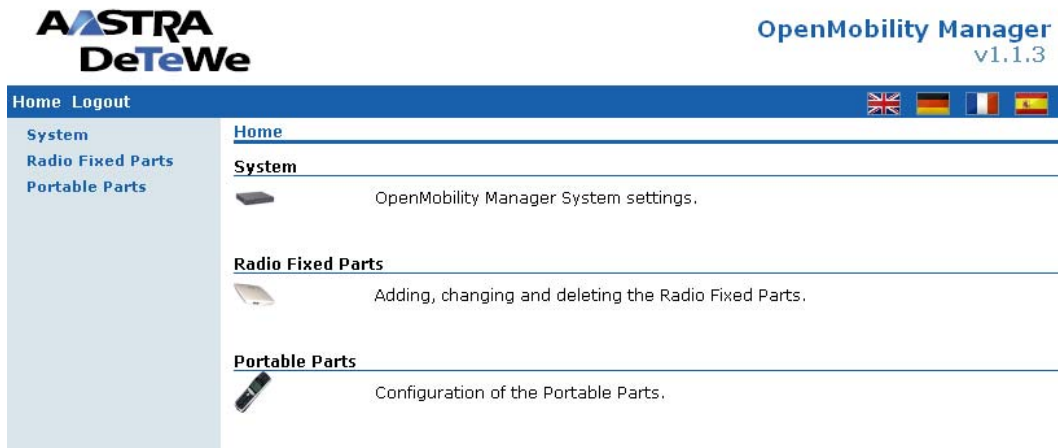 AASTRA
DeTeWe
OpenMobility Manager
v1.1.3
Home Logout
System
Radio Fixed Parts
Portable Parts
Home
System
OpenMobility Manager System settings.
Radio Fixed Parts
Adding, changing and deleting the Radio Fixed Parts.
Portable Parts
Configuration of the Portable Parts.